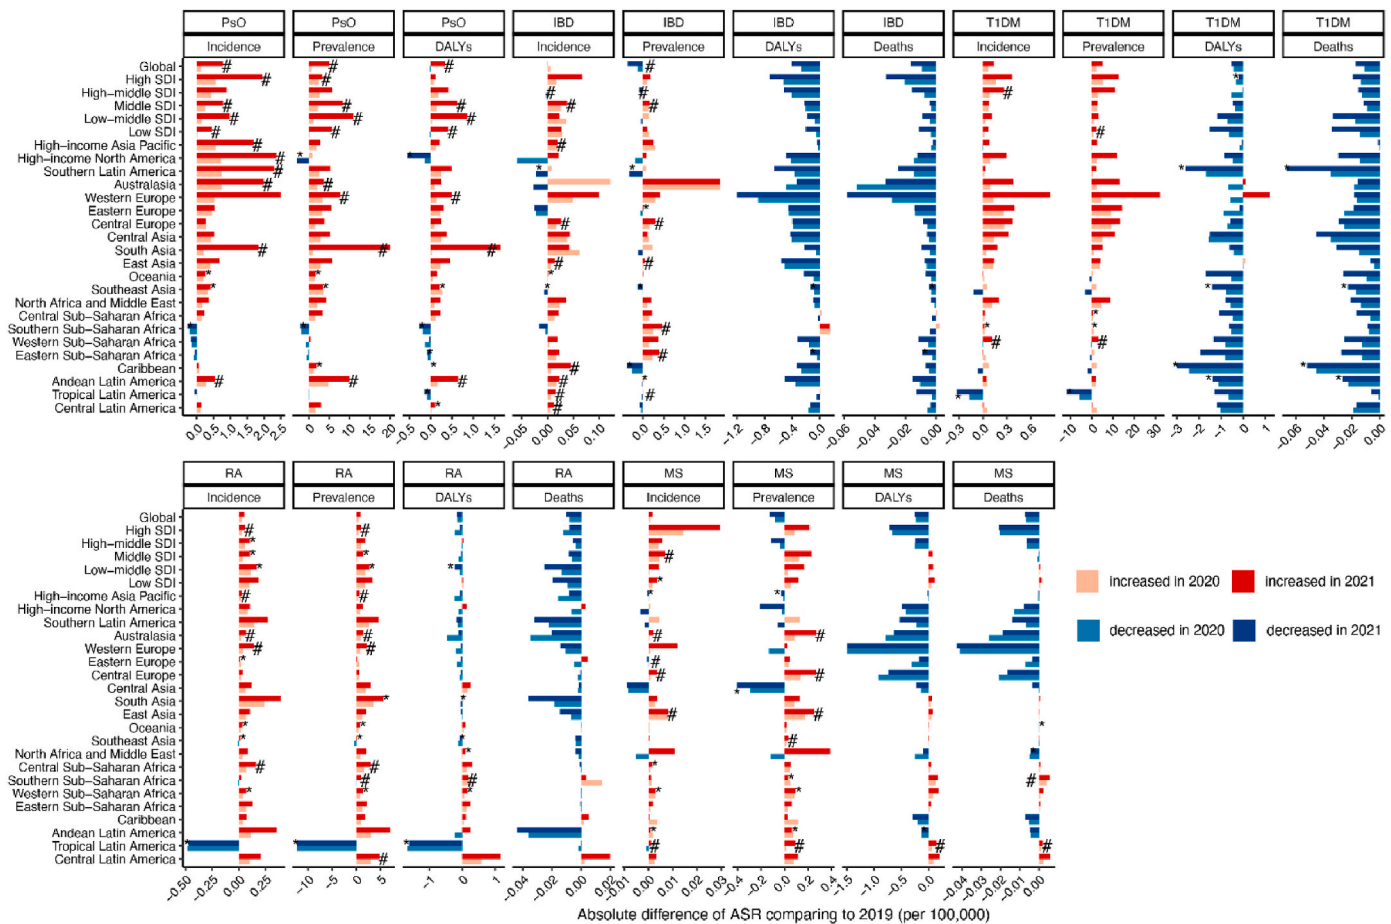 PsO PsO PsO IBD IBD IBD IBD T1DM T1DM T1DM T1DM
Incidence Prevalence DALYs Incidence Prevalence DALYs Deaths Incidence Prevalence DALYs Deaths
Global
High SDI
High-middle SDI
Middle SDI
Low-middle SDI
Low SDI
High-income Asia Pacific
High-income North America
Southern Latin America
Australasia
Western Europe
Eastern Europe
Central Europe
Central Asia
South Asia
East Asia
Oceania
Southeast Asia
North Africa and Middle East
Central Sub-Saharan Africa
Southern Sub-Saharan Africa
Western Sub-Saharan Africa
Eastern Sub-Saharan Africa
Caribbean
Andean Latin America
Tropical Latin America
Central Latin America
0.0 0.5 1.0 1.5 2.0 2.5 0 5 10 15 20 -0.5 0.0 0.5 1.0 1.5 -0.05 0.00 0.05 0.10 0.0 0.5 1.0 1.5 -1.2 -0.8 -0.4 0.0 -0.06 -0.04 -0.02 0.00 -0.3 0.0 0.3 0.6 -10 0 10 20 30 -3 -2 -1 0 1 -0.06 -0.04 -0.02 0.00
RA RA RA RA MS MS MS MS
Incidence Prevalence DALYs Deaths Incidence Prevalence DALYs Deaths
Global
High SDI
High-middle SDI
Middle SDI
Low-middle SDI
Low SDI
High-income Asia Pacific
High-income North America
Southern Latin America
Australasia
Western Europe
Eastern Europe
Central Europe
Central Asia
South Asia
East Asia
Oceania
Southeast Asia
North Africa and Middle East
Central Sub-Saharan Africa
Southern Sub-Saharan Africa
Western Sub-Saharan Africa
Eastern Sub-Saharan Africa
Caribbean
Andean Latin America
Tropical Latin America
Central Latin America
increased in 2020 increased in 2021
decreased in 2020 decreased in 2021
-0.50 -0.25 0.00 0.25 -10 -5 0 5 -1 0 1 -0.04 -0.02 0.00 0.02 -0.01 0.00 0.01 0.02 0.03 -0.4 -0.2 0.0 0.2 0.4 -1.5 -1.0 -0.5 0.0 -0.04 -0.03 -0.02 -0.01 0.00
Absolute difference of ASR comparing to 2019 (per 100,000)